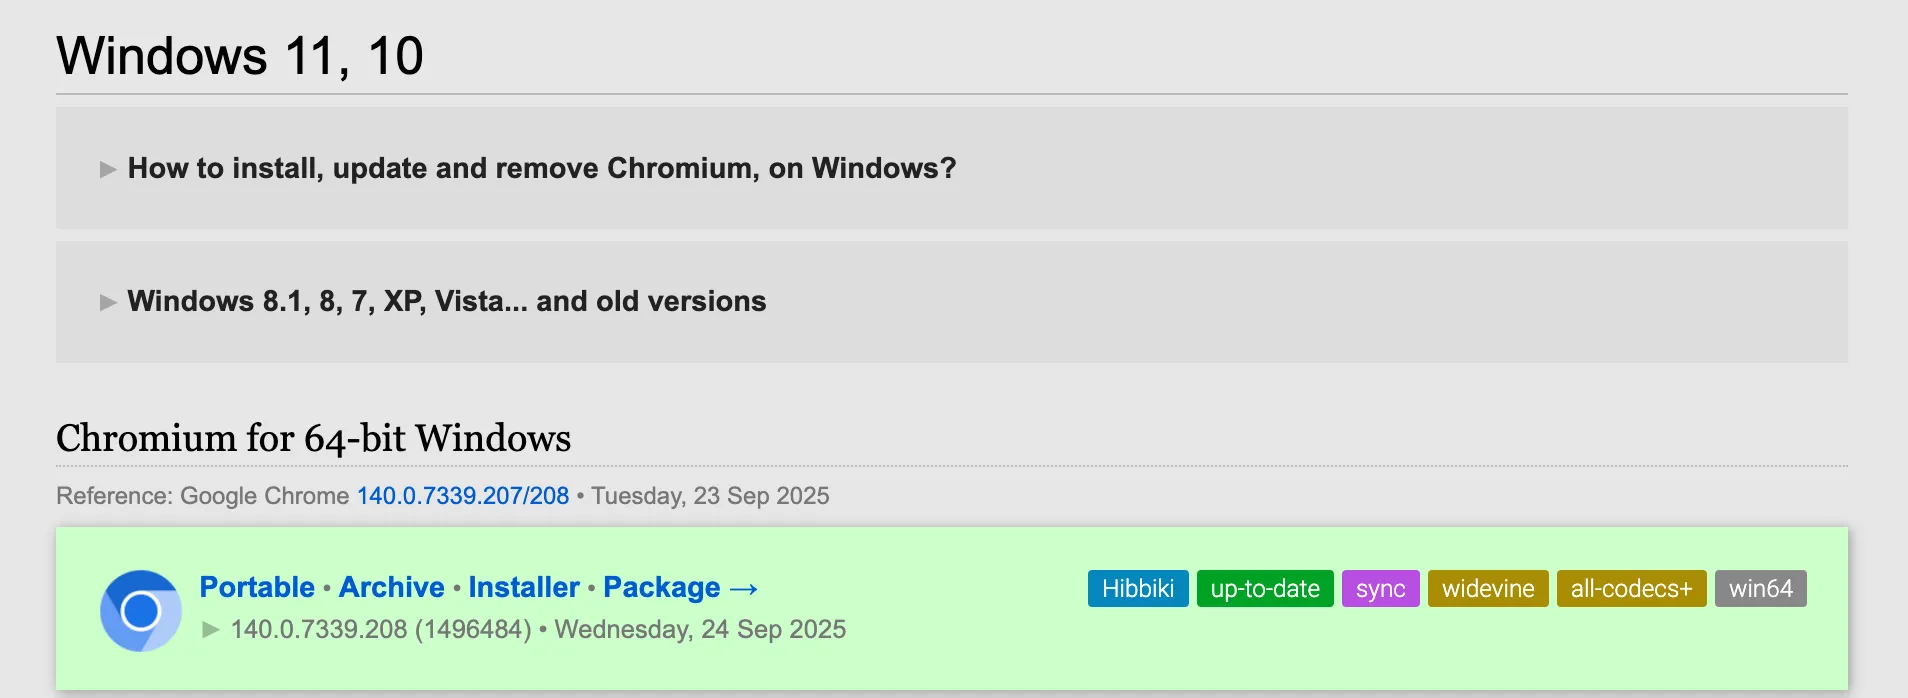 Windows 11, 10
▶ How to install, update and remove Chromium, on Windows?
▶ Windows 8.1, 8, 7, XP, Vista... and old versions
Chromium for 64-bit Windows
Reference: Google Chrome 140.0.7339.207/208 • Tuesday, 23 Sep 2025
Portable • Archive • Installer • Package →
Hibbiki up-to-date sync widevine all-codecs+ win64
▶ 140.0.7339.208 (1496484) • Wednesday, 24 Sep 2025